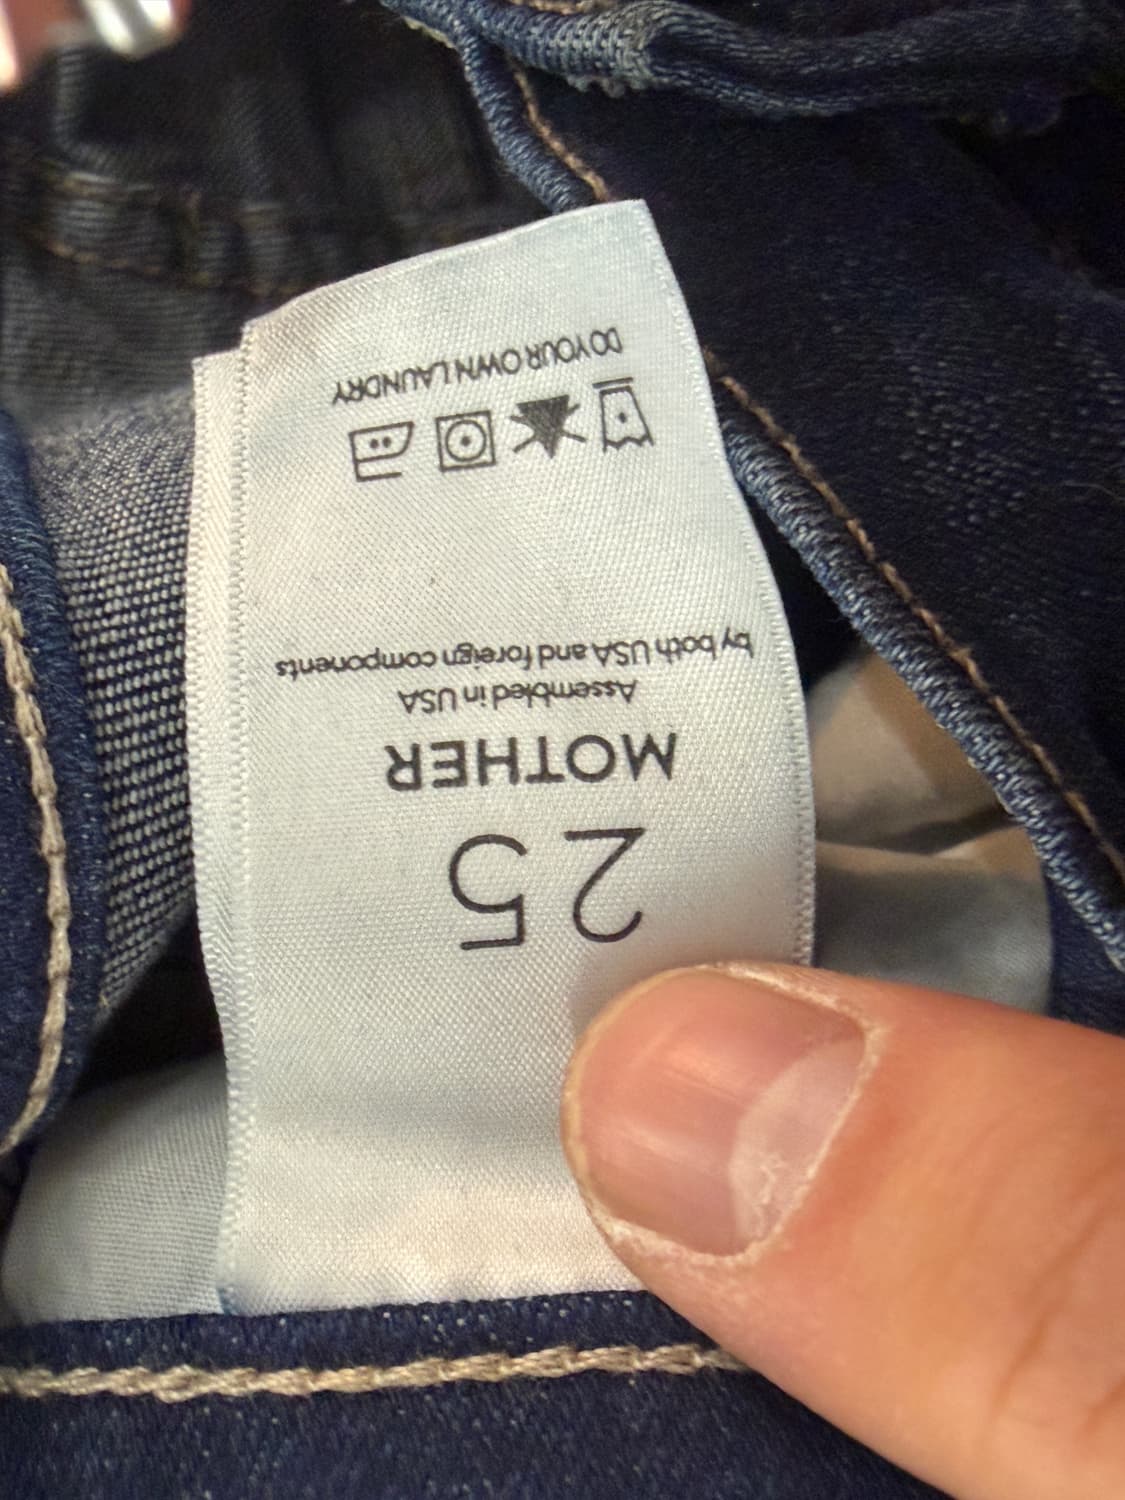 25
MOTHER
Assembled in USA
by both USA and foreign components
DO YOUR OWN LAUNDRY